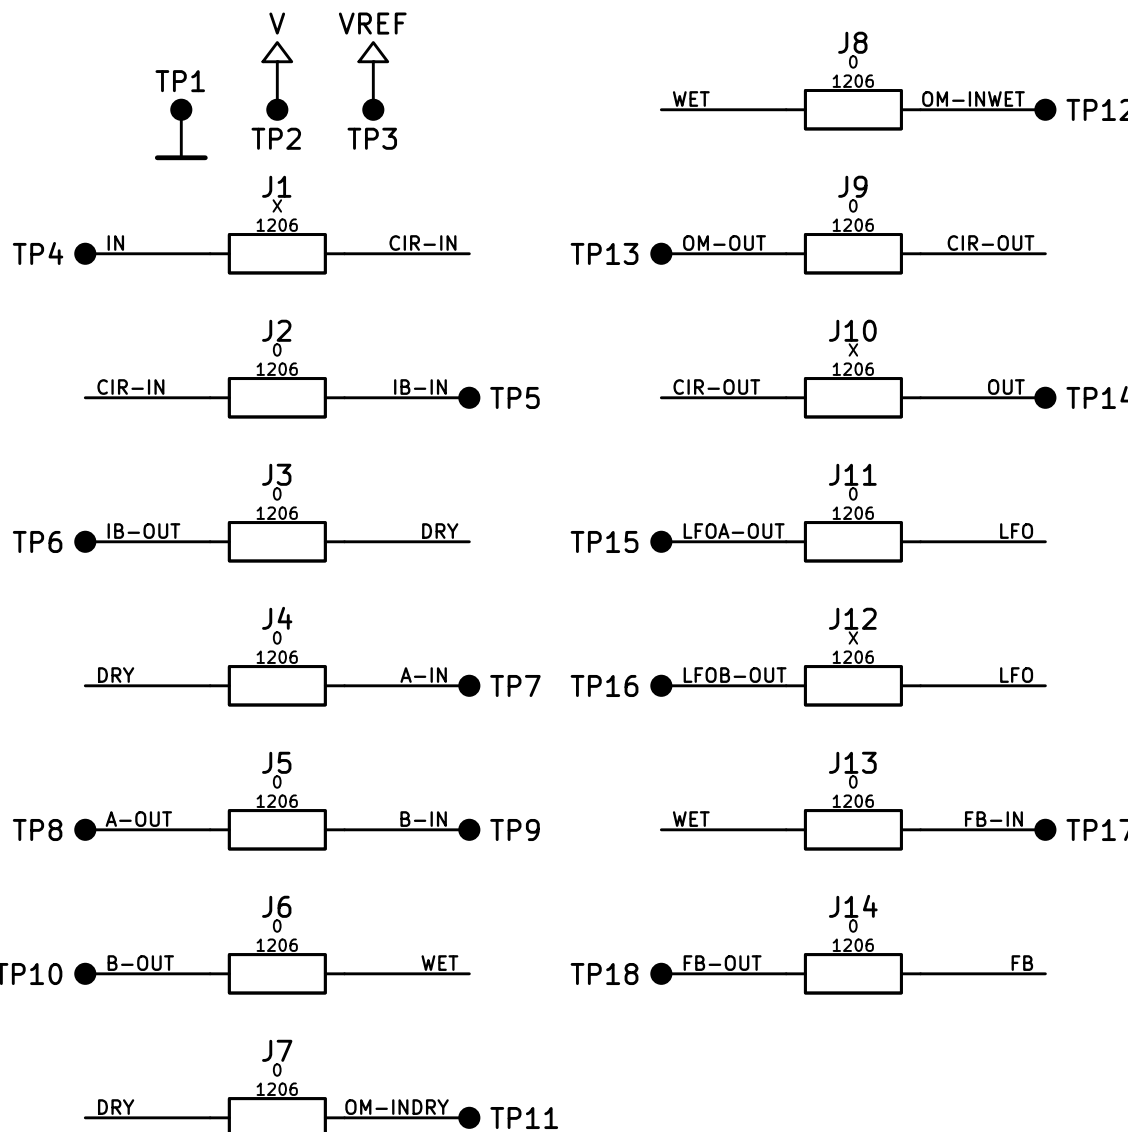 V
VREF
TP1
TP2
TP3
J1
X
1206
TP4
IN
CIR-IN
J2
0
1206
CIR-IN
IB-IN
TP5
J3
0
1206
TP6
IB-OUT
DRY
J4
0
1206
DRY
A-IN
TP7
J5
0
1206
TP8
A-OUT
B-IN
TP9
J6
0
1206
TP10
B-OUT
WET
J7
0
1206
DRY
OM-INDRY
TP11
J8
0
1206
WET
OM-INWET
TP12
J9
0
1206
TP13
OM-OUT
CIR-OUT
J10
X
1206
CIR-OUT
OUT
TP14
J11
0
1206
TP15
LFOA-OUT
LFO
J12
X
1206
TP16
LFOB-OUT
LFO
J13
0
1206
WET
FB-IN
TP17
J14
0
1206
TP18
FB-OUT
FB